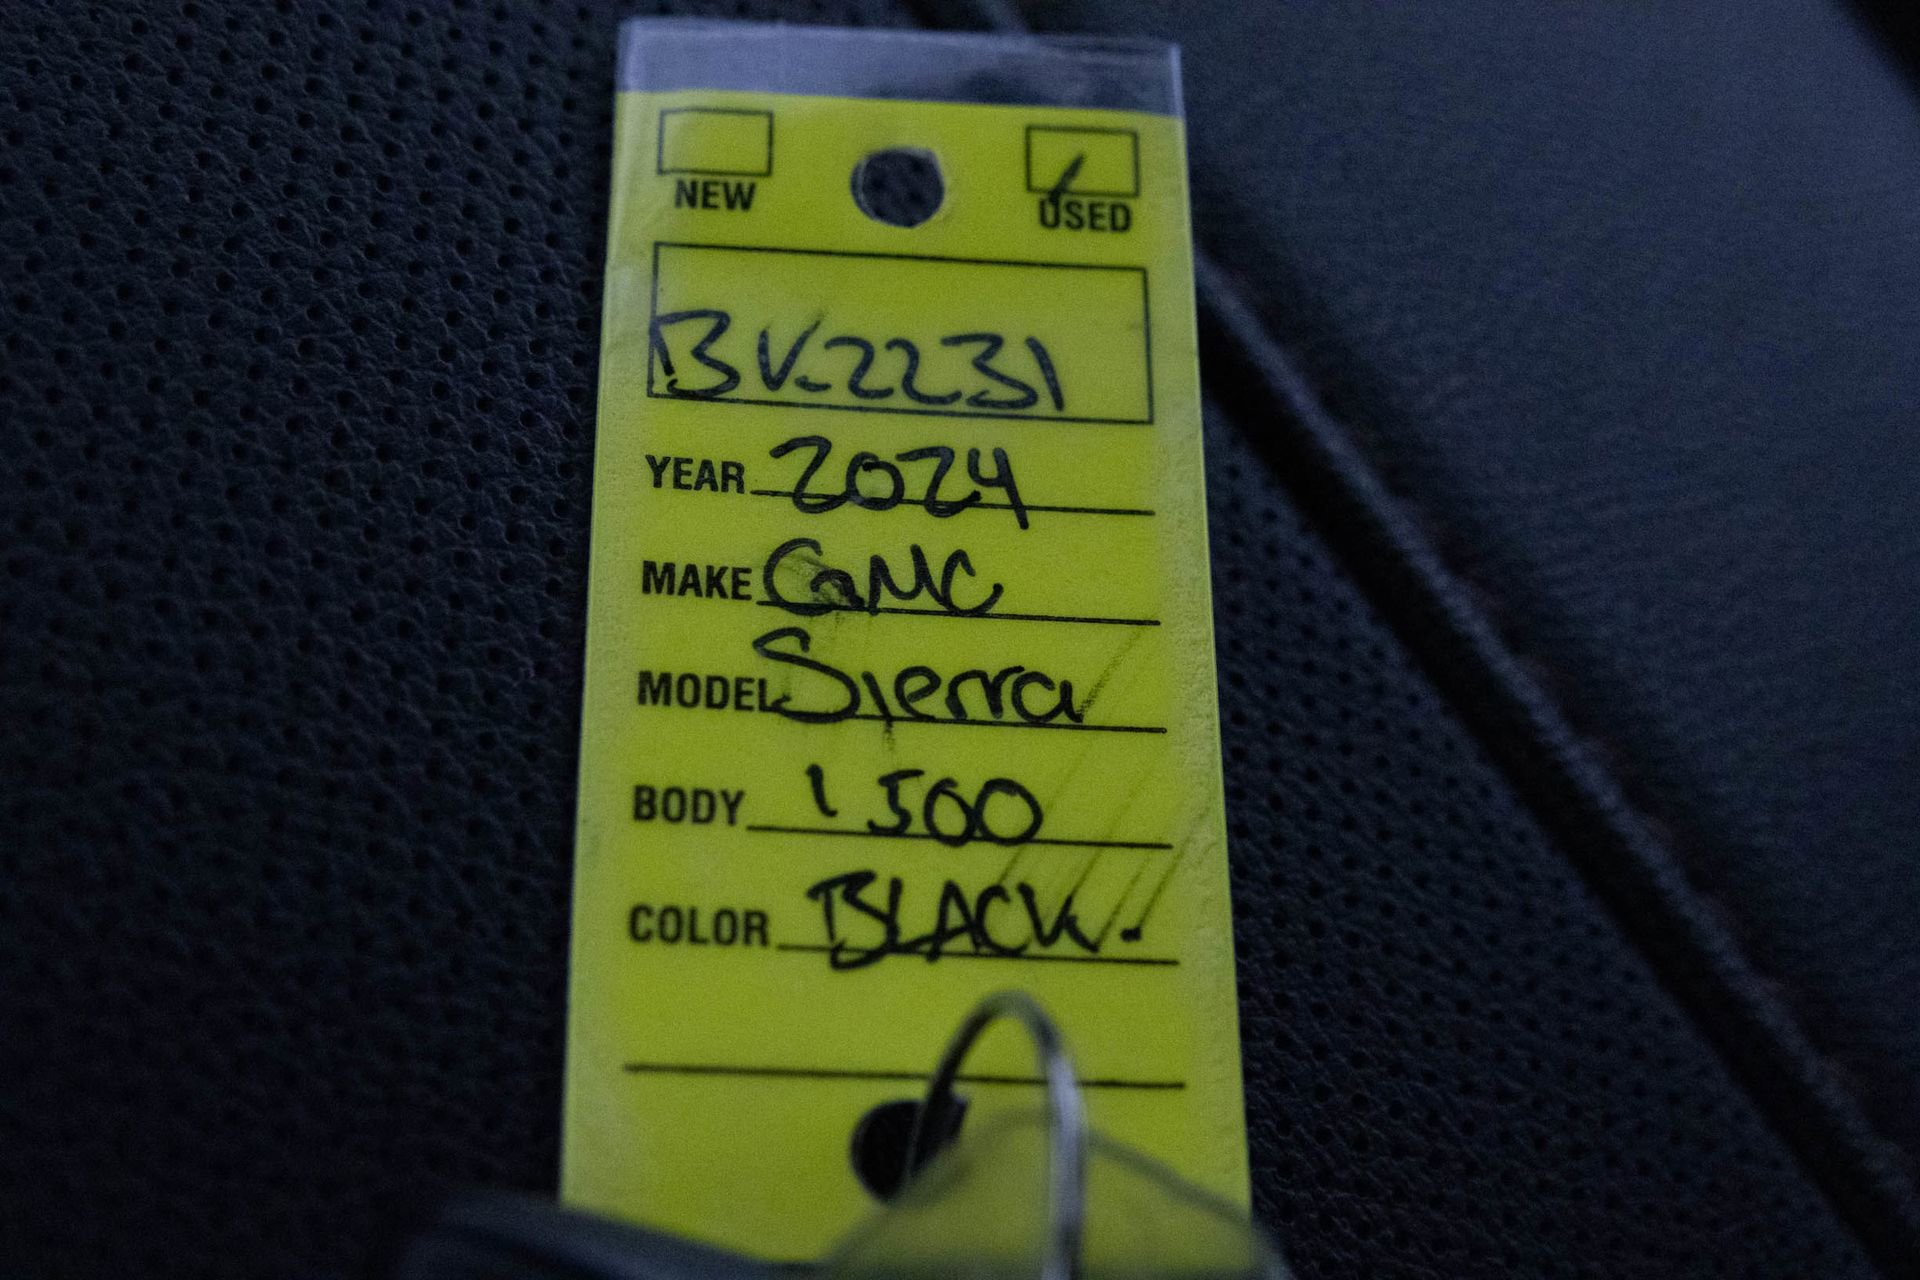 NEW USED
BV-2231
YEAR 2024
MAKE GMC
MODEL Sierra
BODY 1500
COLOR BLACK.